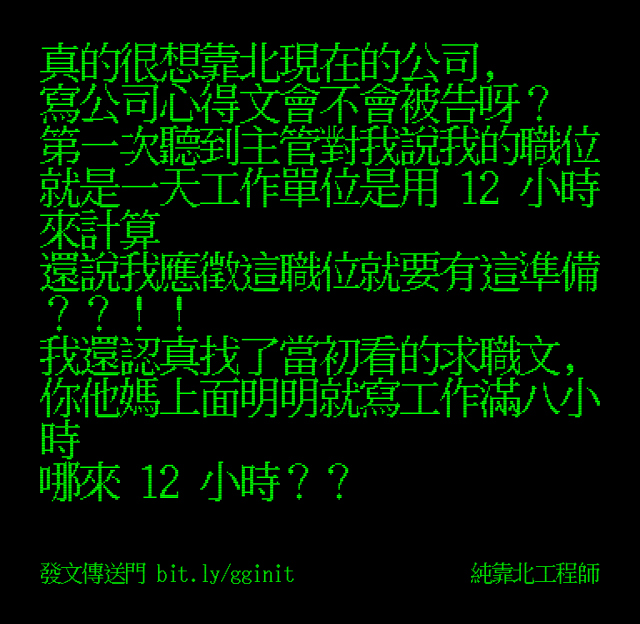 真的很想靠北現在的公司，
寫公司心得文會不會被告呀？
第一次聽到主管對我說我的職位
就是一天工作單位是用 12 小時
來計算
還說我應徵這職位就要有這準備
？？！！
我還認真找了當初看的求職文，
你他媽上面明明就寫工作滿八小
時
哪來 12 小時？？
發文傳送門 bit.ly/gginit
純靠北工程師